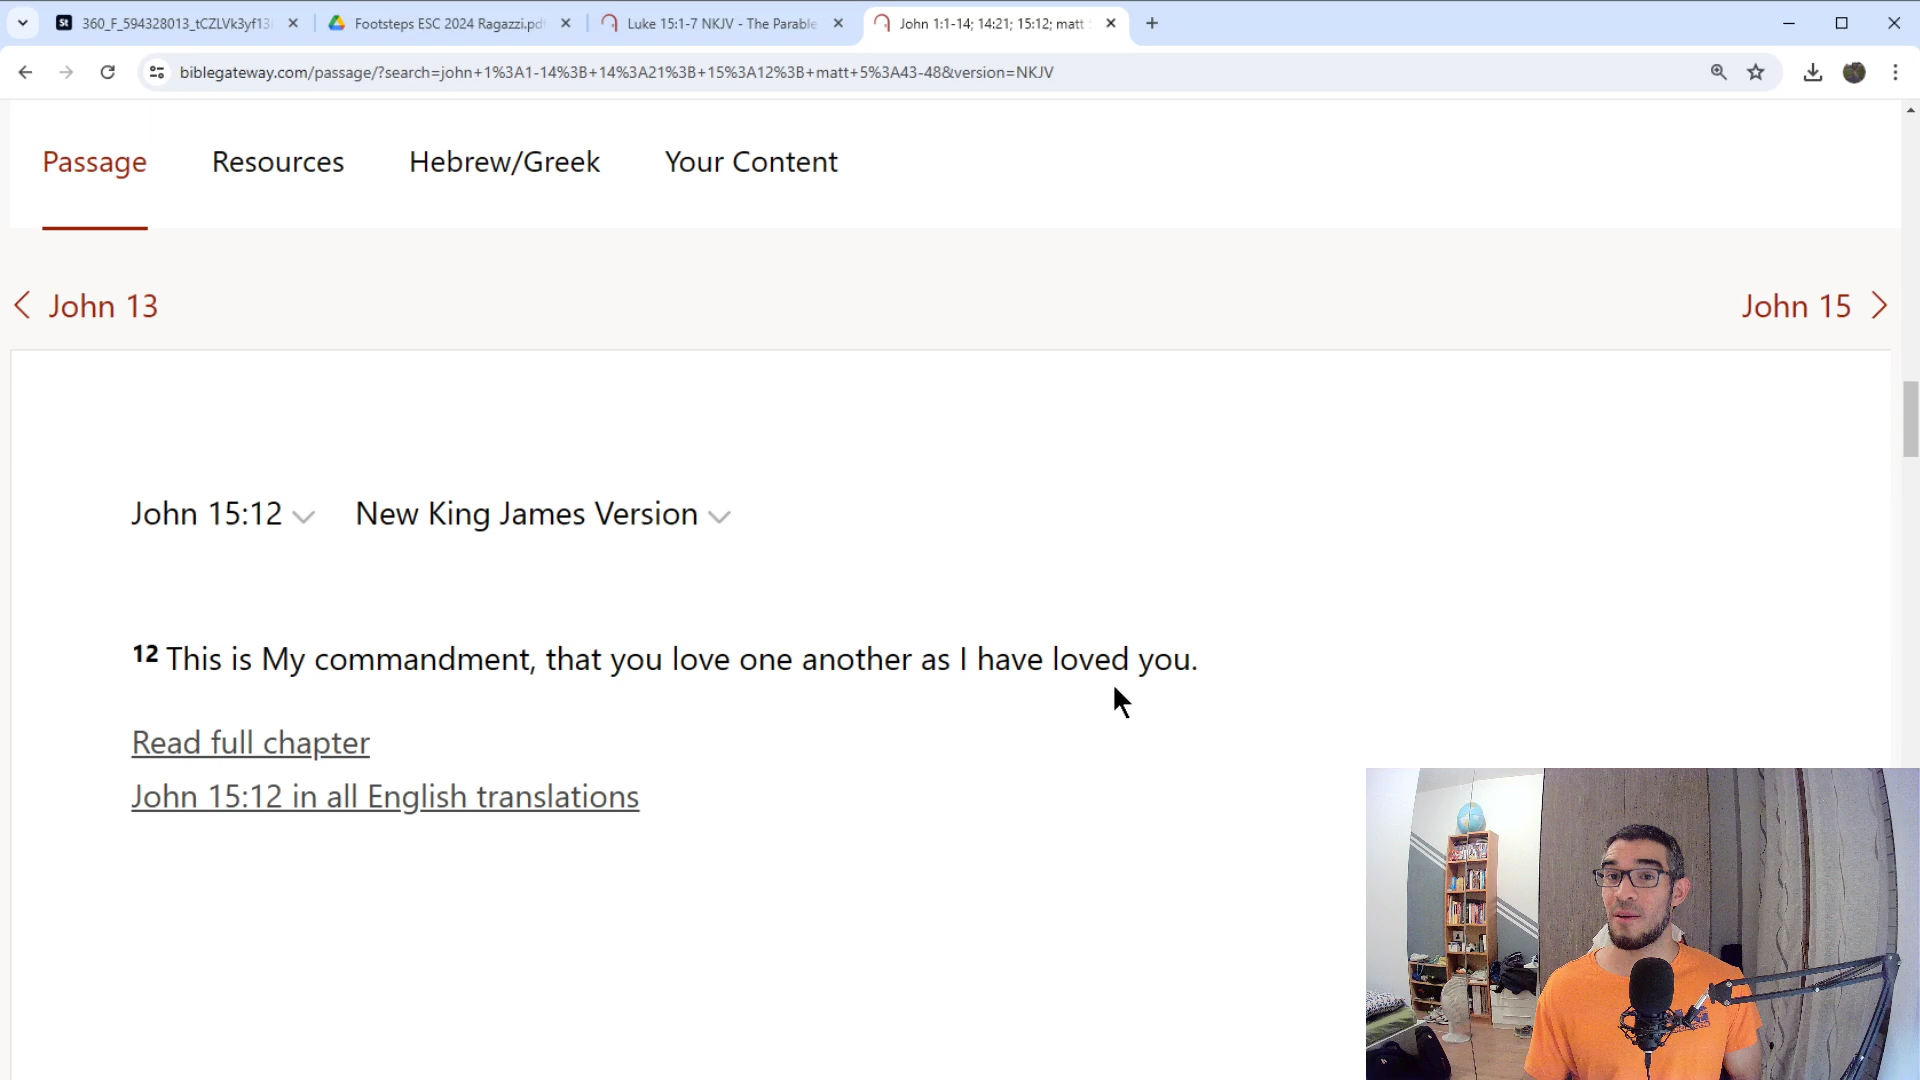 St 360_F_594328013_tCZLVk3yf13 Footsteps ESC 2024 Ragazzi.pdf Luke 15:1-7 NKJV - The Parable John 1:1-14; 14:21; 15:12; matt
biblegateway.com/passage/?search=john+1%3A1-14%3B+14%3A21%3B+15%3A12%3B+matt+5%3A43-48&version=NKJV
Passage Resources Hebrew/Greek Your Content
John 13 John 15
John 15:12 New King James Version
12 This is My commandment, that you love one another as I have loved you.
Read full chapter
John 15:12 in all English translations